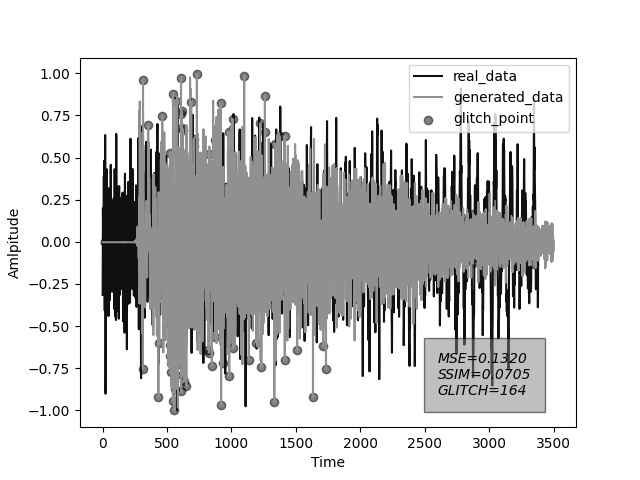 1.00
0.75
0.50
0.25
0.00
−0.25
−0.50
−0.75
−1.00
Amlpitude
real_data
generated_data
glitch_point
MSE=0.1320
SSIM=0.0705
GLITCH=164
0 500 1000 1500 2000 2500 3000 3500
Time